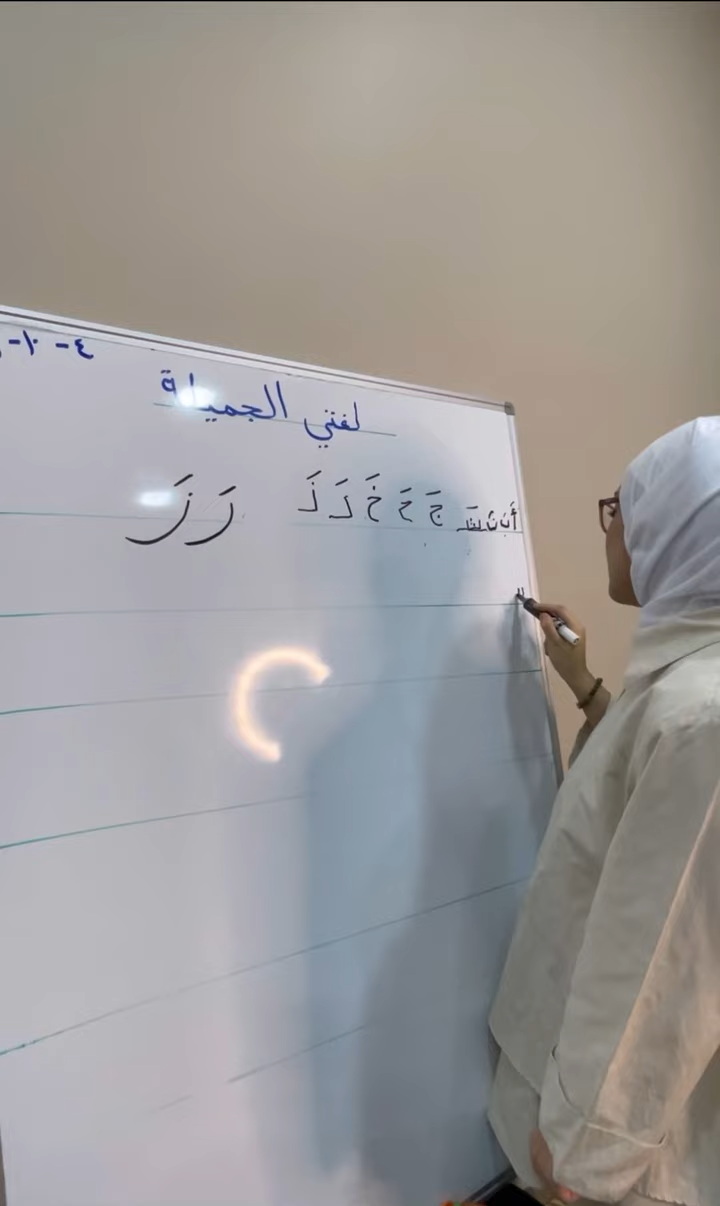 ٤-١٠-
لغتي الجميلة
أَ بَ تَ ثَـ جَ حَ خَ دَ ذَ رَ زَ